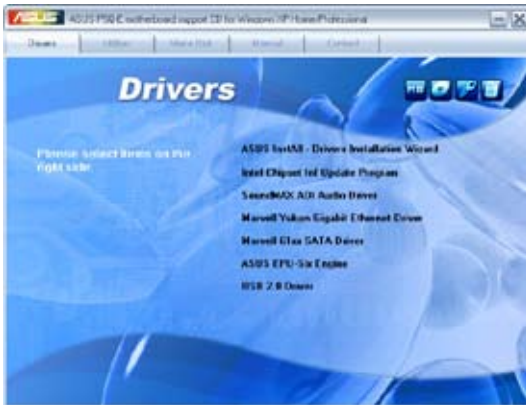 ASUS
ASUS P5Q-E motherboard support CD for Windows XP Home/Professional
Drivers
Utilities
Make Disk
Manual
Contact
Drivers
Please select items on the
right side.
ASUS InstAll - Drivers Installation Wizard
Intel Chipset Inf Update Program
SoundMAX ADI Audio Driver
Marvell Yukon Gigabit Ethernet Driver
Marvell 61xx SATA Driver
ASUS EPU-Six Engine
USB 2.0 Driver